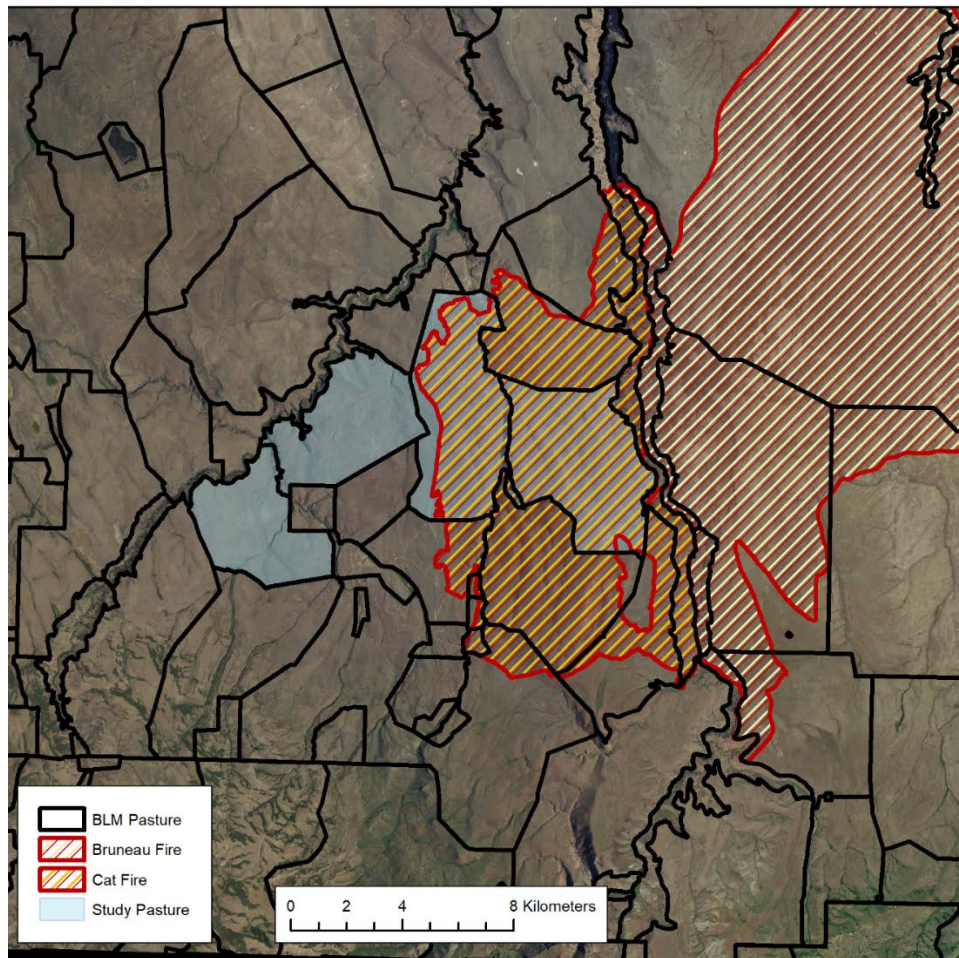 BLM Pasture
Bruneau Fire
Cat Fire
Study Pasture
0 2 4 8 Kilometers